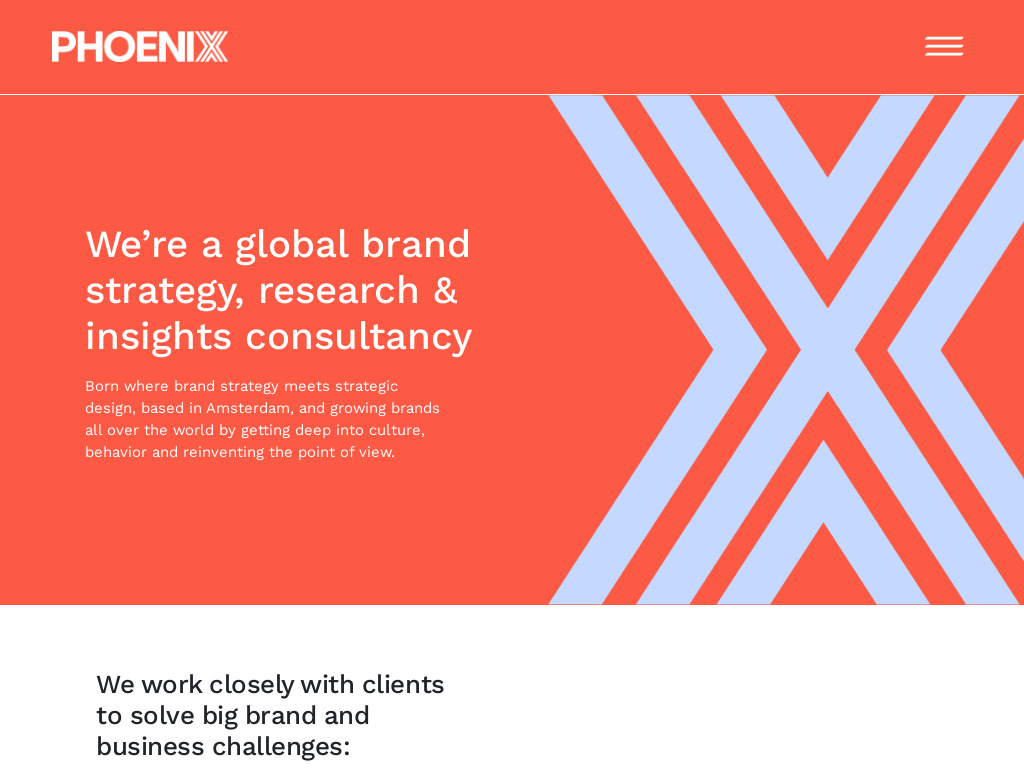 PHOENIX
We’re a global brand
strategy, research &
insights consultancy
Born where brand strategy meets strategic
design, based in Amsterdam, and growing brands
all over the world by getting deep into culture,
behavior and reinventing the point of view.
We work closely with clients
to solve big brand and
business challenges: